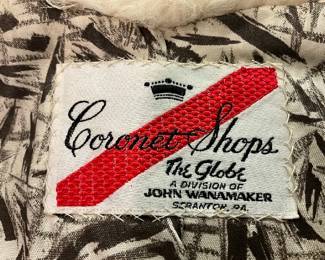 Coronet Shops
The Globe
A DIVISION OF
JOHN WANAMAKER
SCRANTON, PA.